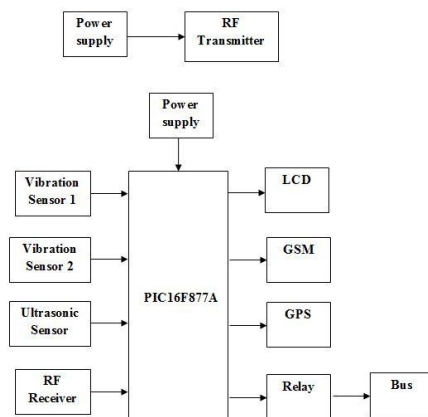 Power
supply
RF
Transmitter
Power
supply
Vibration
Sensor 1
LCD
Vibration
Sensor 2
GSM
PIC16F877A
Ultrasonic
Sensor
GPS
RF
Receiver
Relay
Bus